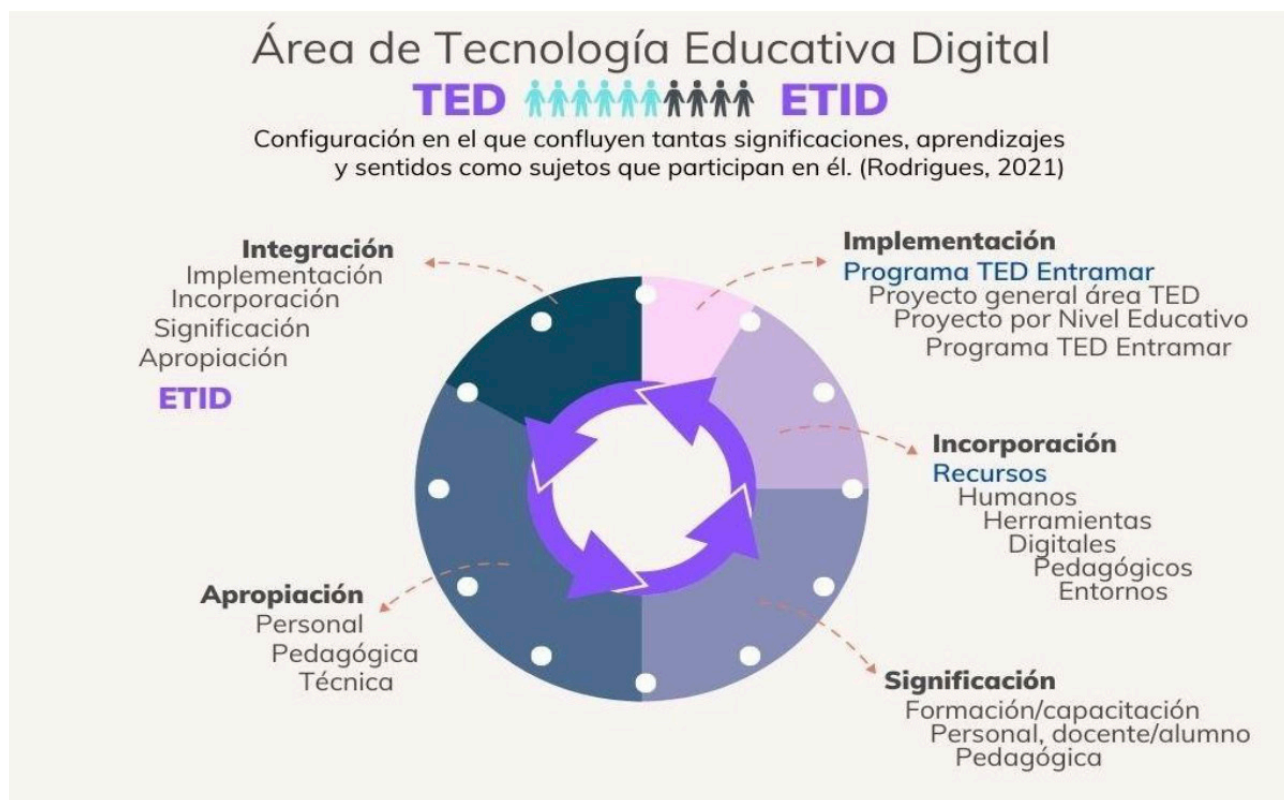 Área de Tecnología Educativa Digital
TED ETID
Configuración en el que confluyen tantas significaciones, aprendizajes
y sentidos como sujetos que participan en él. (Rodrigues, 2021)
Integración
Implementación
Incorporación
Significación
Apropiación
ETID
Implementación
Programa TED Entramar
Proyecto general área TED
Proyecto por Nivel Educativo
Programa TED Entramar
Incorporación
Recursos
Humanos
Herramientas
Digitales
Pedagógicos
Entornos
Apropiación
Personal
Pedagógica
Técnica
Significación
Formación/capacitación
Personal, docente/alumno
Pedagógica